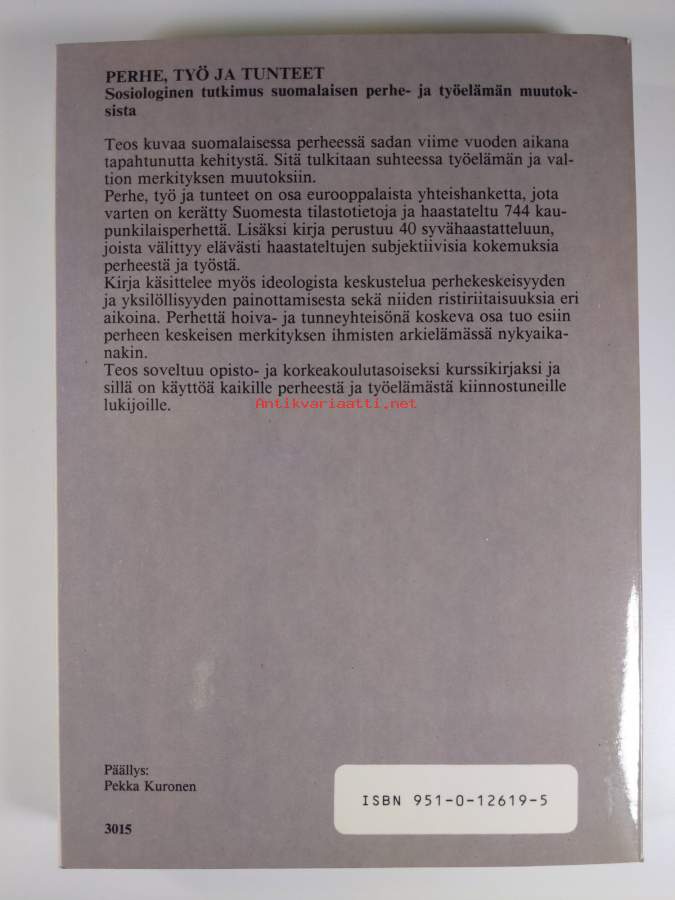 PERHE, TYÖ JA TUNTEET
Sosiologinen tutkimus suomalaisen perhe- ja työelämän muutok-
sista
Teos kuvaa suomalaisessa perheessä sadan viime vuoden aikana
tapahtunutta kehitystä. Sitä tulkitaan suhteessa työelämän ja val-
tion merkityksen muutoksiin.
Perhe, työ ja tunteet on osa eurooppalaista yhteishanketta, jota
varten on kerätty Suomesta tilastotietoja ja haastateltu 744 kau-
punkilaisperhettä. Lisäksi kirja perustuu 40 syvähaastatteluun,
joista välittyy elävästi haastateltujen subjektiivisia kokemuksia
perheestä ja työstä.
Kirja käsittelee myös ideologista keskustelua perhekeskeisyyden
ja yksilöllisyyden painottamisesta sekä niiden ristiriitaisuuksia eri
aikoina. Perhettä hoiva- ja tunneyhteisönä koskeva osa tuo esiin
perheen keskeisen merkityksen ihmisten arkielämässä nykyaika-
nakin.
Teos soveltuu opisto- ja korkeakoulutasoiseksi kurssikirjaksi ja
sillä on käyttöä kaikille perheestä ja työelämästä kiinnostuneille
lukijoille.
Antikvariaatti.net
Päällys:
Pekka Kuronen
ISBN 951-0-12619-5
3015